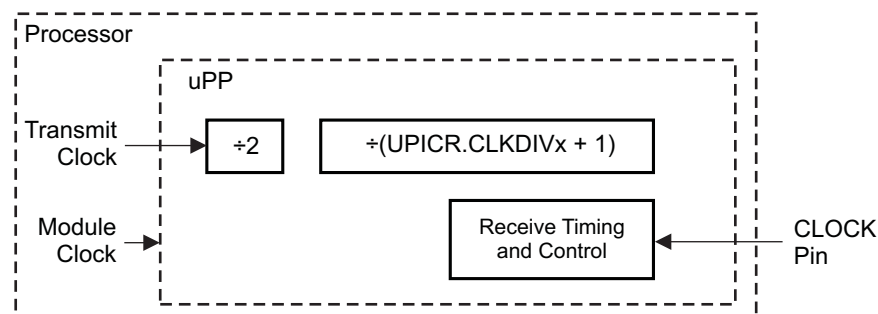 Processor
uPP
Transmit
Clock
÷2
÷(UPICR.CLKDIVx + 1)
Module
Clock
Receive Timing
and Control
CLOCK
Pin